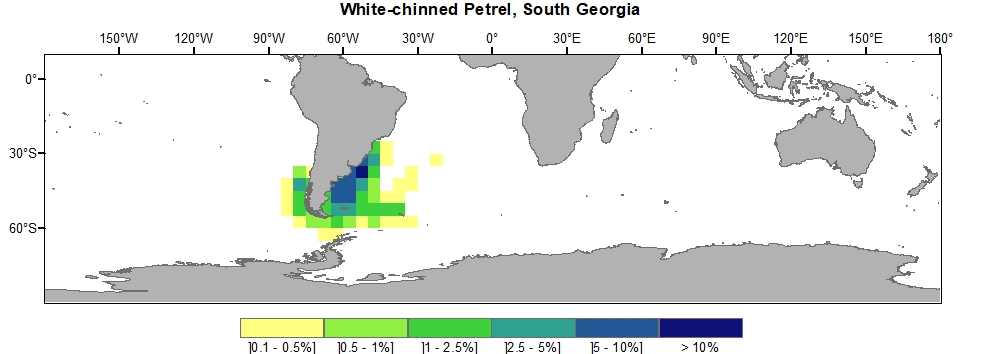 White-chinned Petrel, South Georgia
150°W 120°W 90°W 60°W 30°W 0° 30°E 60°E 90°E 120°E 150°E 180°
0°
30°S
60°S
]0.1 - 0.5%] ]0.5 - 1%] ]1 - 2.5%] ]2.5 - 5%] ]5 - 10%] > 10%